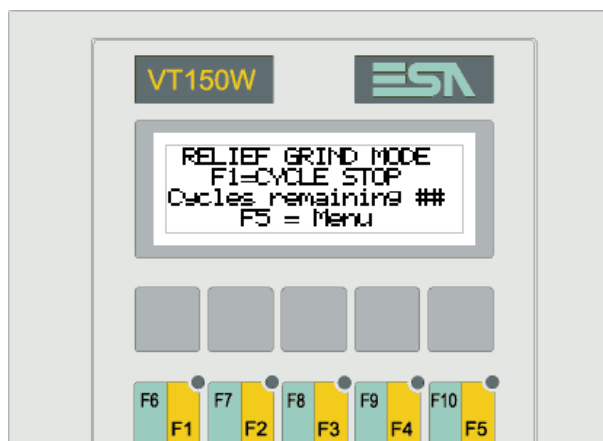 VT150W ESA
RELIEF GRIND MODE
F1=CYCLE STOP
Cycles remaining ##
F5 = Menu
F6 F7 F8 F9 F10
F1 F2 F3 F4 F5